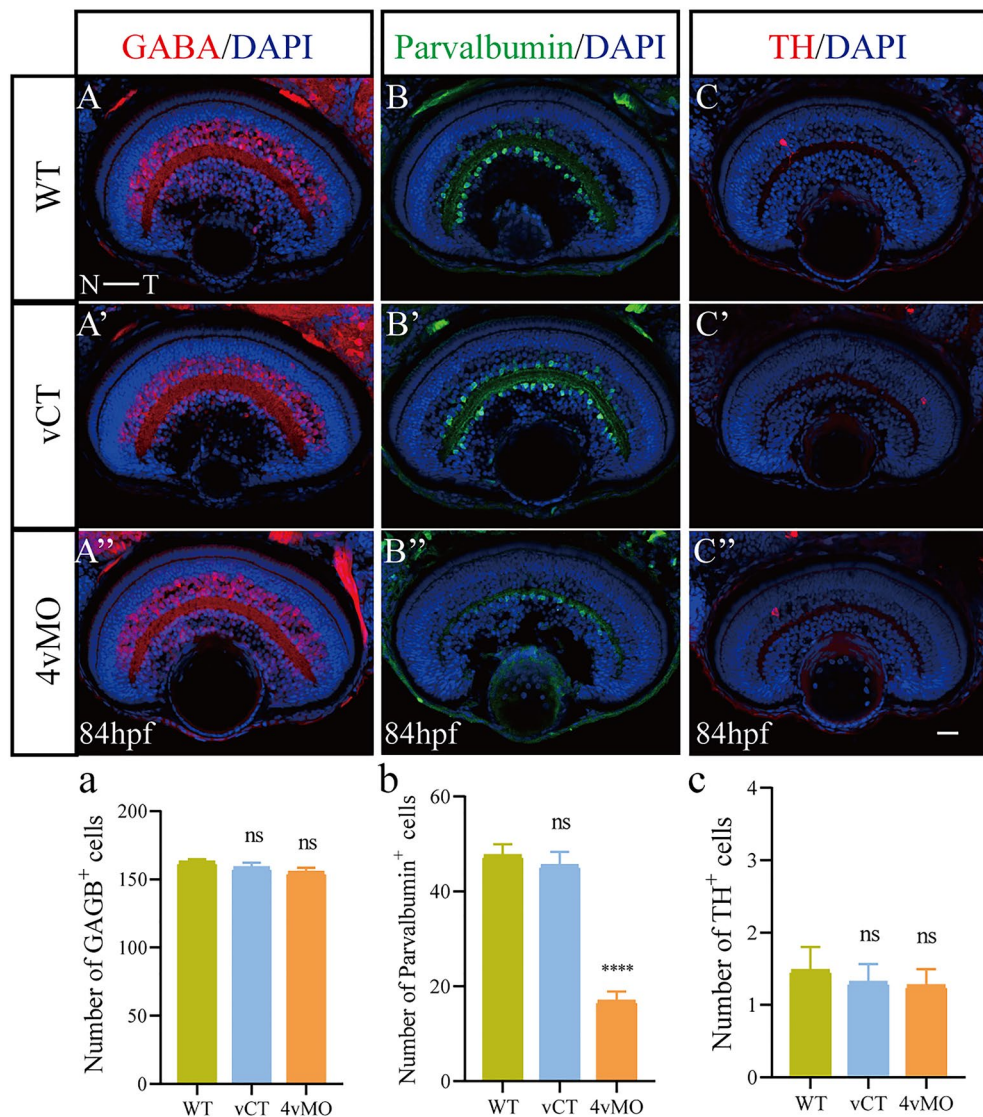 GABA/DAPI
Parvalbumin/DAPI
TH/DAPI
WT
A
B
C
N — T
vCT
A’
B’
C’
4vMO
A”
B”
C”
84hpf
84hpf
84hpf
a
Number of GAGB⁺ cells
200
150
100
50
0
ns
ns
WT vCT 4vMO
b
Number of Parvalbumin⁺ cells
60
40
20
0
ns
****
WT vCT 4vMO
c
Number of TH⁺ cells
4
3
2
1
0
ns
ns
WT vCT 4vMO